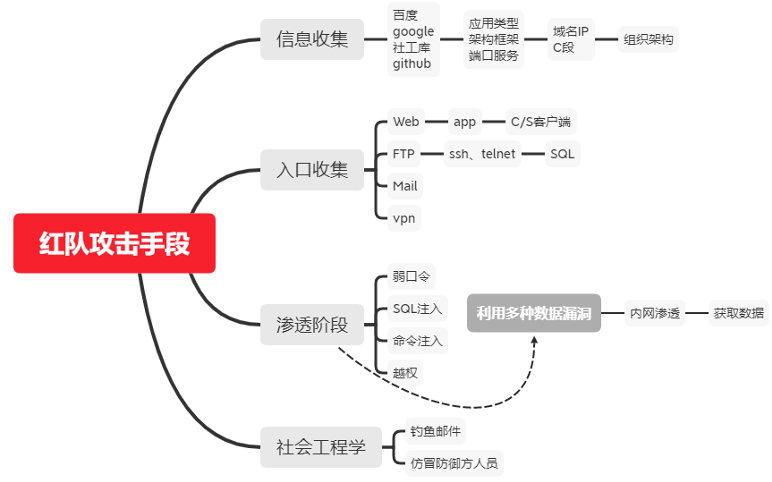 红队攻击手段
信息收集
百度
google
社工库
github
应用类型
架构框架
端口服务
域名IP
C段
组织架构
入口收集
Web
app
C/S客户端
FTP
ssh、telnet
SQL
Mail
vpn
渗透阶段
弱口令
SQL注入
命令注入
越权
利用多种数据漏洞
内网渗透
获取数据
社会工程学
钓鱼邮件
仿冒防御方人员